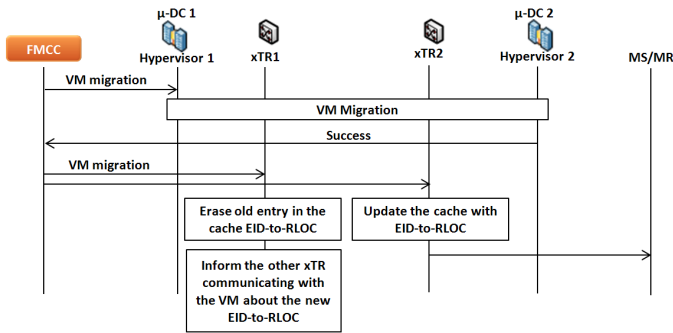 μ-DC 1
μ-DC 2
FMCC
Hypervisor 1
xTR1
xTR2
Hypervisor 2
MS/MR
VM migration
VM Migration
Success
VM migration
Erase old entry in the
cache EID-to-RLOC
Update the cache with
EID-to-RLOC
Inform the other xTR
communicating with
the VM about the new
EID-to-RLOC